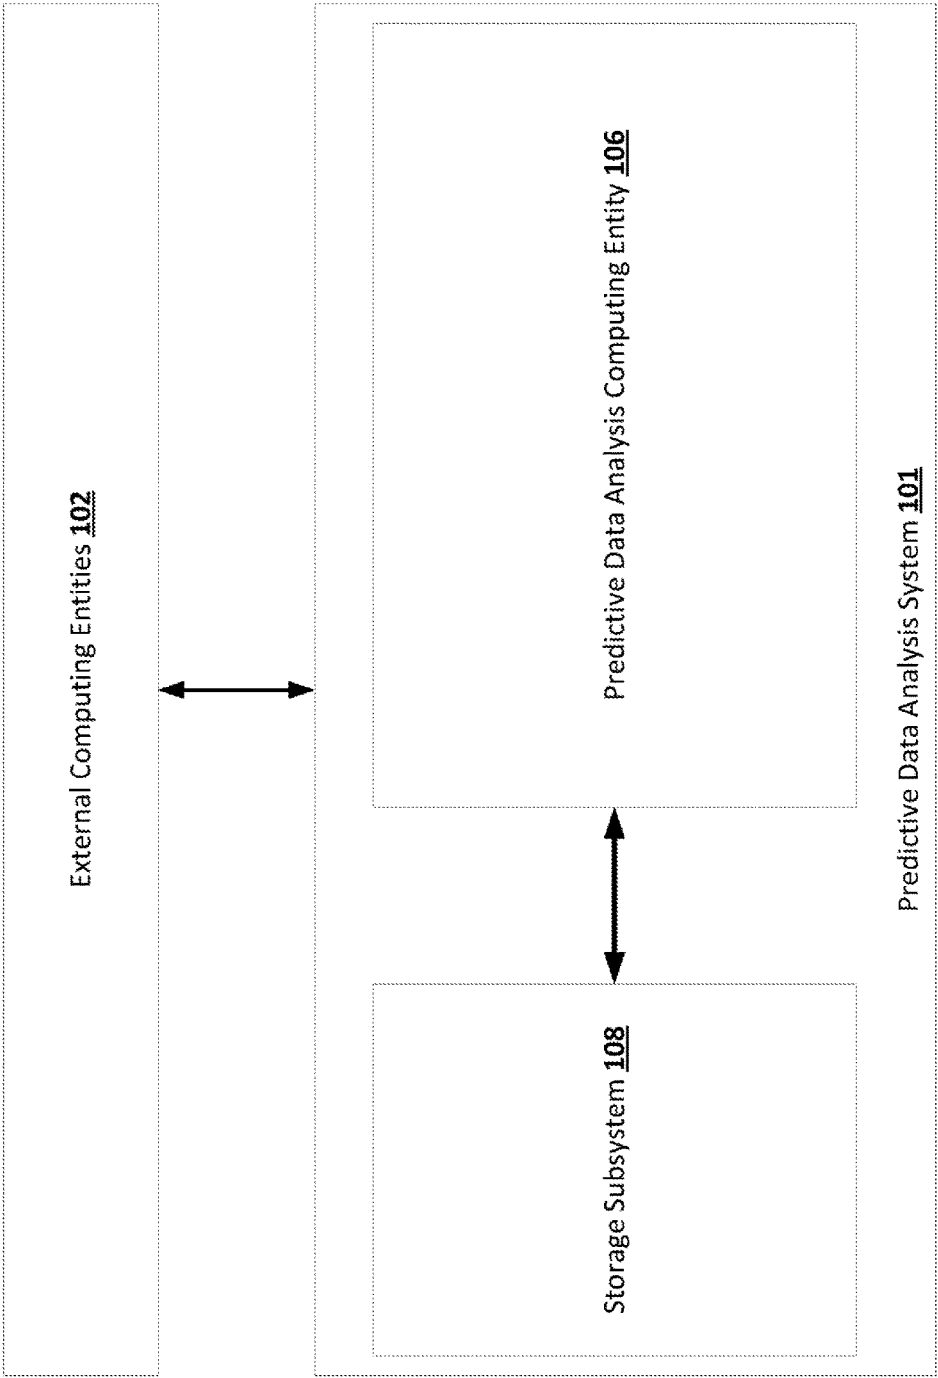 External Computing Entities 102
Storage Subsystem 108
Predictive Data Analysis Computing Entity 106
Predictive Data Analysis System 101